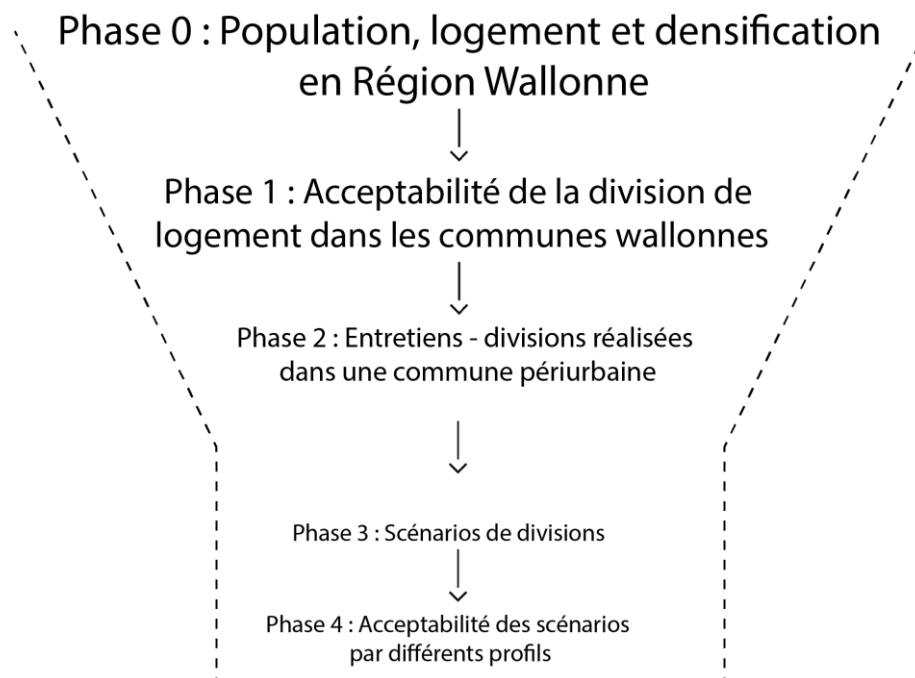 Phase 0 : Population, logement et densification
en Région Wallonne
Phase 1 : Acceptabilité de la division de
logement dans les communes wallonnes
Phase 2 : Entretiens - divisions réalisées
dans une commune périurbaine
Phase 3 : Scénarios de divisions
Phase 4 : Acceptabilité des scénarios
par différents profils